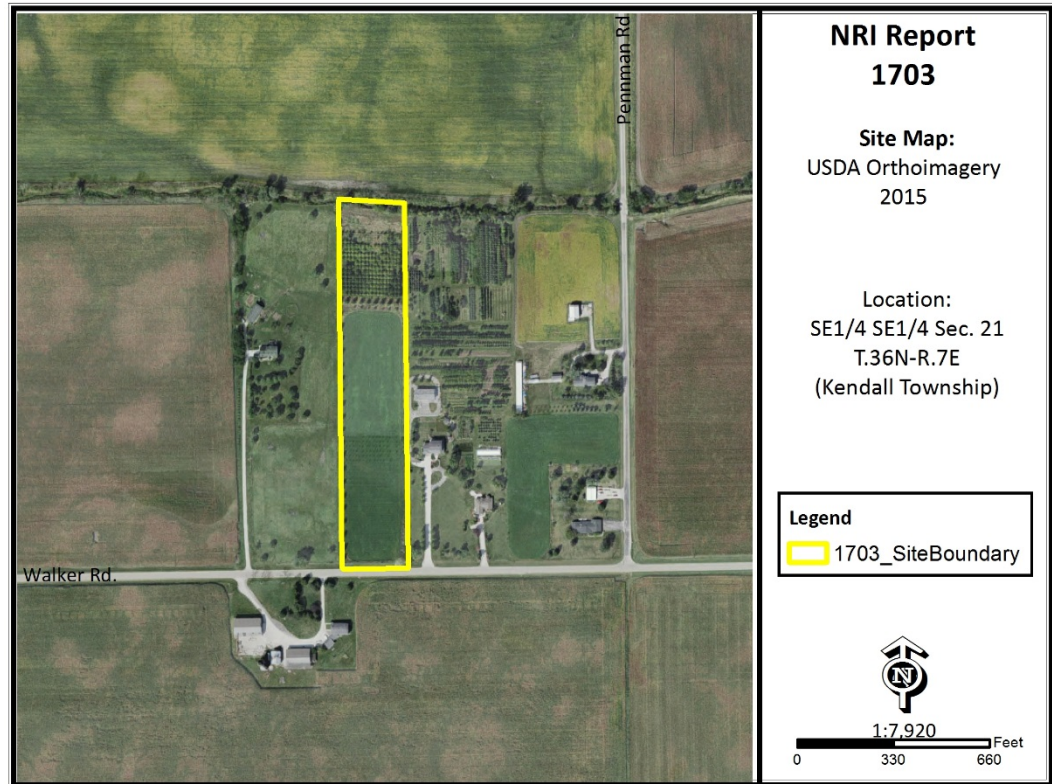 Pennman Rd
Walker Rd.
NRI Report
1703
Site Map:
USDA Orthoimagery
2015
Location:
SE1/4 SE1/4 Sec. 21
T.36N-R.7E
(Kendall Township)
Legend
1703_SiteBoundary
N
1:7,920
Feet
0 330 660